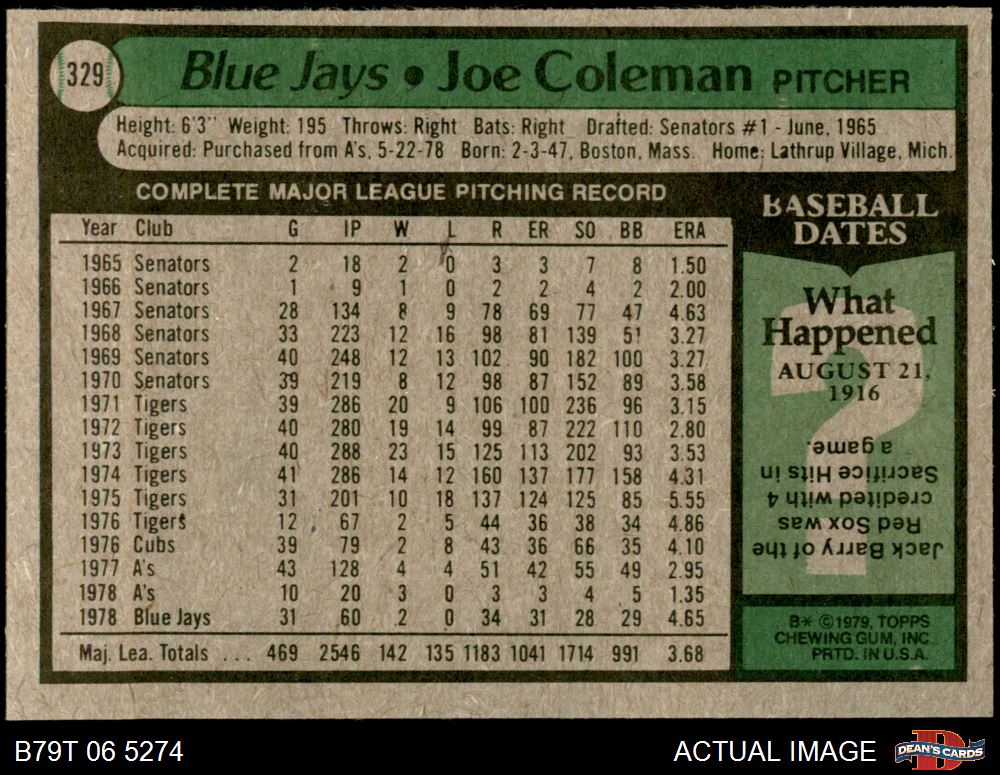 329
Blue Jays • Joe Coleman PITCHER
Height: 6'3" Weight: 195 Throws: Right Bats: Right Drafted: Senators #1 - June, 1965
Acquired: Purchased from A's, 5-22-78 Born: 2-3-47, Boston, Mass. Home: Lathrup Village, Mich.
COMPLETE MAJOR LEAGUE PITCHING RECORD
Year Club G IP W L R ER SO BB ERA
1965 Senators 2 18 2 0 3 3 7 8 1.50
1966 Senators 1 9 1 0 2 2 4 2 2.00
1967 Senators 28 134 8 9 78 69 77 47 4.63
1968 Senators 33 223 12 16 98 81 139 51 3.27
1969 Senators 40 248 12 13 102 90 182 100 3.27
1970 Senators 39 219 8 12 98 87 152 89 3.58
1971 Tigers 39 286 20 9 106 100 236 96 3.15
1972 Tigers 40 280 19 14 99 87 222 110 2.80
1973 Tigers 40 288 23 15 125 113 202 93 3.53
1974 Tigers 41 286 14 12 160 137 177 158 4.31
1975 Tigers 31 201 10 18 137 124 125 85 5.55
1976 Tigers 12 67 2 5 44 36 38 34 4.86
1976 Cubs 39 79 2 8 43 36 66 35 4.10
1977 A's 43 128 4 4 51 42 55 49 2.95
1978 A's 10 20 3 0 3 3 4 5 1.35
1978 Blue Jays 31 60 2 0 34 31 28 29 4.65
Maj. Lea. Totals ... 469 2546 142 135 1183 1041 1714 991 3.68
BASEBALL
DATES
What
Happened
AUGUST 21,
1916
Jack Barry of the
Red Sox was
credited with 4
Sacrifice Hits in
a game.
B* ©1979, TOPPS
CHEWING GUM, INC.
PRTD. IN U.S.A.
B79T 06 5274
ACTUAL IMAGE
DEAN'S CARDS